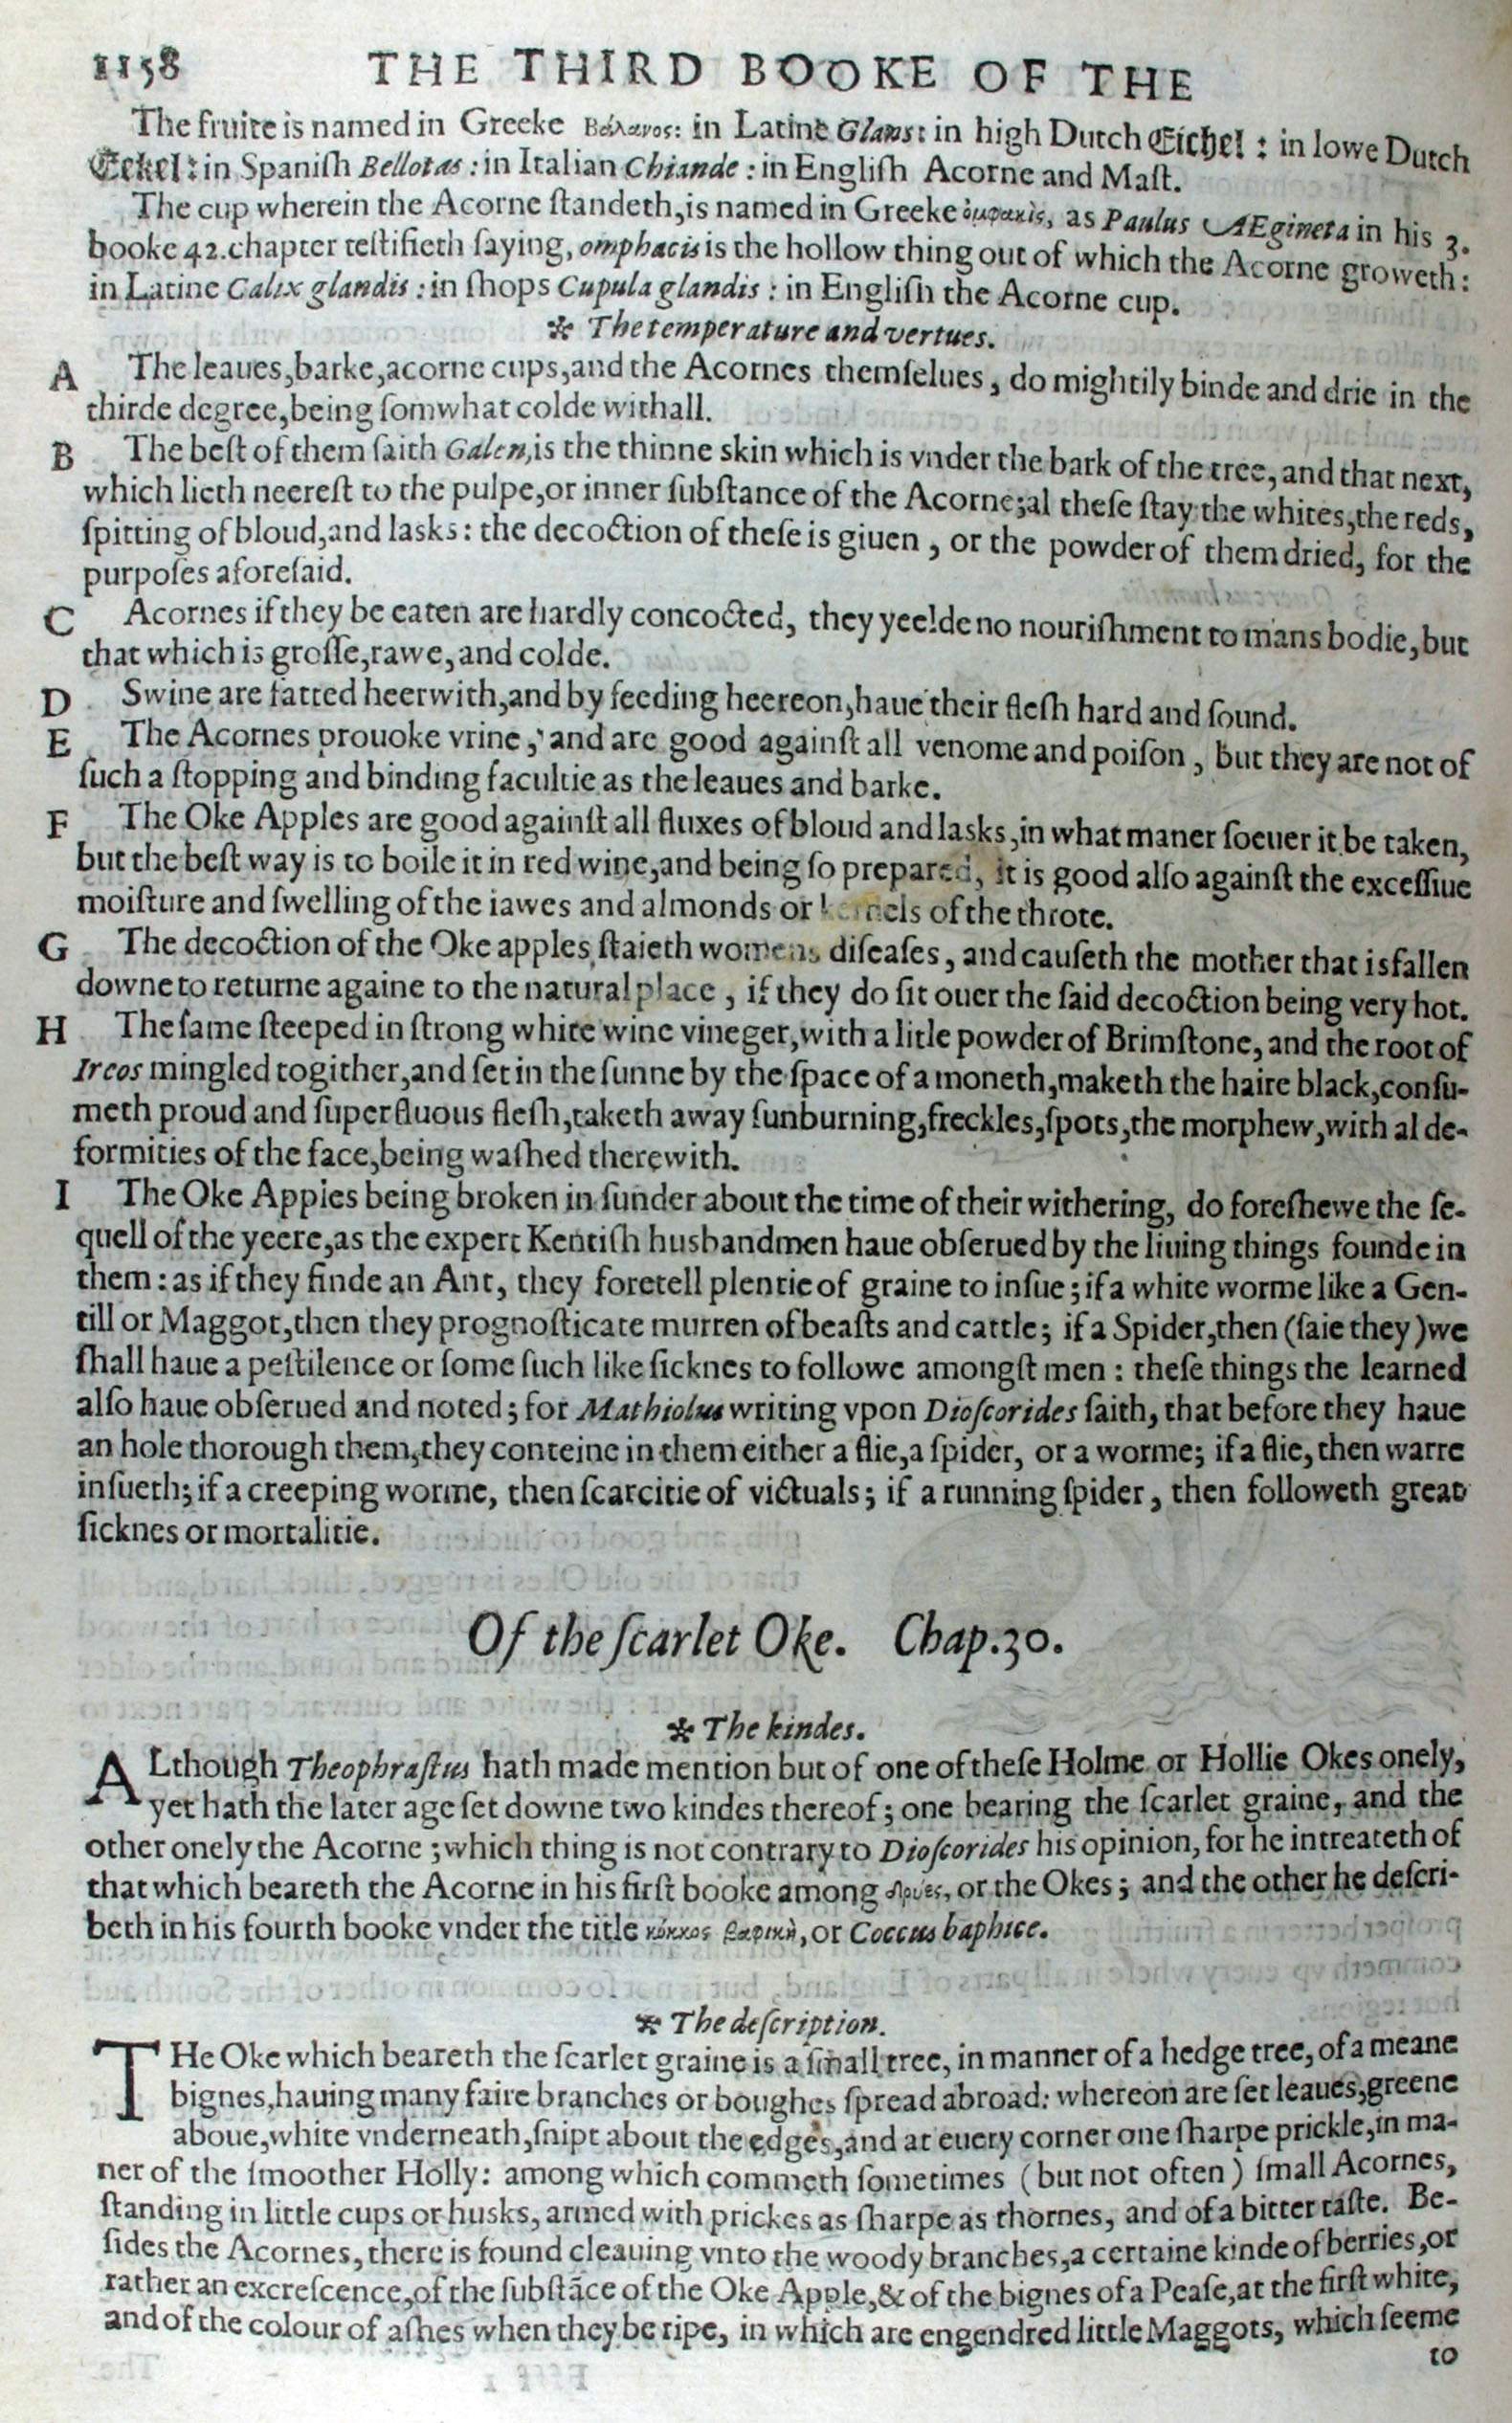 1158 THE THIRD BOOKE OF THE
The fruite is named in Greeke Βάλανος: in Latine Glans: in high Dutch Eichel : in lowe Dutch
Eekel: in Spaniſh Bellotas : in Italian Chiande : in Engliſh Acorne and Maſt.
The cup wherein the Acorne ſtandeth, is named in Greeke ὀμφακὶς, as Paulus AEgineta in his 3.
booke 42. chapter teſtifieth ſaying, omphacis is the hollow thing out of which the Acorne groweth:
in Latine Calix glandis : in ſhops Cupula glandis : in Engliſh the Acorne cup.
❧ The temperature and vertues.
A The leaues, barke, acorne cups, and the Acornes themſelues, do mightily binde and drie in the
thirde degree, being ſomwhat colde withall.
B The beſt of them ſaith Galen, is the thinne skin which is vnder the bark of the tree, and that next,
which lieth neereſt to the pulpe, or inner ſubſtance of the Acorne; al theſe ſtay the whites, the reds,
ſpitting of bloud, and lasks: the decoction of theſe is giuen, or the powder of them dried, for the
purpoſes aforeſaid.
C Acornes if they be eaten are hardly concocted, they yeelde no nouriſhment to mans bodie, but
that which is groſſe, rawe, and colde.
D Swine are fatted heerwith, and by feeding heereon, haue their fleſh hard and ſound.
E The Acornes prouoke vrine, and are good againſt all venome and poiſon, but they are not of
ſuch a ſtopping and binding facultie as the leaues and barke.
F The Oke Apples are good againſt all fluxes of bloud and lasks, in what maner ſoeuer it be taken,
but the beſt way is to boile it in red wine, and being ſo prepared, it is good alſo againſt the exceſſiue
moiſture and ſwelling of the iawes and almonds or kernels of the throte.
G The decoction of the Oke apples ſtaieth womens diſeaſes, and cauſeth the mother that is fallen
downe to returne againe to the natural place, if they do ſit ouer the ſaid decoction being very hot.
H The ſame ſteeped in ſtrong white wine vineger, with a litle powder of Brimſtone, and the root of
Ireos mingled togither, and ſet in the ſunne by the ſpace of a moneth, maketh the haire black, conſu-
meth proud and ſuperfluous fleſh, taketh away ſunburning, freckles, ſpots, the morphew, with al de-
formities of the face, being waſhed therewith.
I The Oke Apples being broken in ſunder about the time of their withering, do foreſhewe the ſe-
quell of the yeere, as the expert Kentiſh husbandmen haue obſerued by the liuing things founde in
them: as if they finde an Ant, they foretell plentie of graine to inſue; if a white worme like a Gen-
till or Maggot, then they prognoſticate murren of beaſts and cattle; if a Spider, then (ſaie they) we
ſhall haue a peſtilence or ſome ſuch like ſicknes to followe amongſt men : theſe things the learned
alſo haue obſerued and noted; for Mathiolus writing vpon Dioſcorides ſaith, that before they haue
an hole thorough them, they conteine in them either a flie, a ſpider, or a worme; if a flie, then warre
inſueth; if a creeping worme, then ſcarcitie of victuals; if a running ſpider, then followeth great
ſicknes or mortalitie.
Of the ſcarlet Oke. Chap. 30.
❧ The kindes.
ALthough Theophraſtus hath made mention but of one of theſe Holme or Hollie Okes onely,
yet hath the later age ſet downe two kindes thereof; one bearing the ſcarlet graine, and the
other onely the Acorne; which thing is not contrary to Dioſcorides his opinion, for he intreateth of
that which beareth the Acorne in his firſt booke among Δρύες, or the Okes; and the other he deſcri-
beth in his fourth booke vnder the title κόκκος βαφικὴ, or Coccus baphice.
❧ The deſcription.
THe Oke which beareth the ſcarlet graine is a ſmall tree, in manner of a hedge tree, of a meane
bignes, hauing many faire branches or boughes ſpread abroad: whereon are ſet leaues, greene
aboue, white vnderneath, ſnipt about the edges, and at euery corner one ſharpe prickle, in ma-
ner of the ſmoother Holly: among which commeth ſometimes (but not often) ſmall Acornes,
ſtanding in little cups or husks, armed with prickes as ſharpe as thornes, and of a bitter taſte. Be-
ſides the Acornes, there is found cleauing vnto the woody branches, a certaine kinde of berries, or
rather an excreſcence, of the ſubſtāce of the Oke Apple, & of the bignes of a Peaſe, at the firſt white,
and of the colour of aſhes when they be ripe, in which are engendred little Maggots, which ſeeme
to